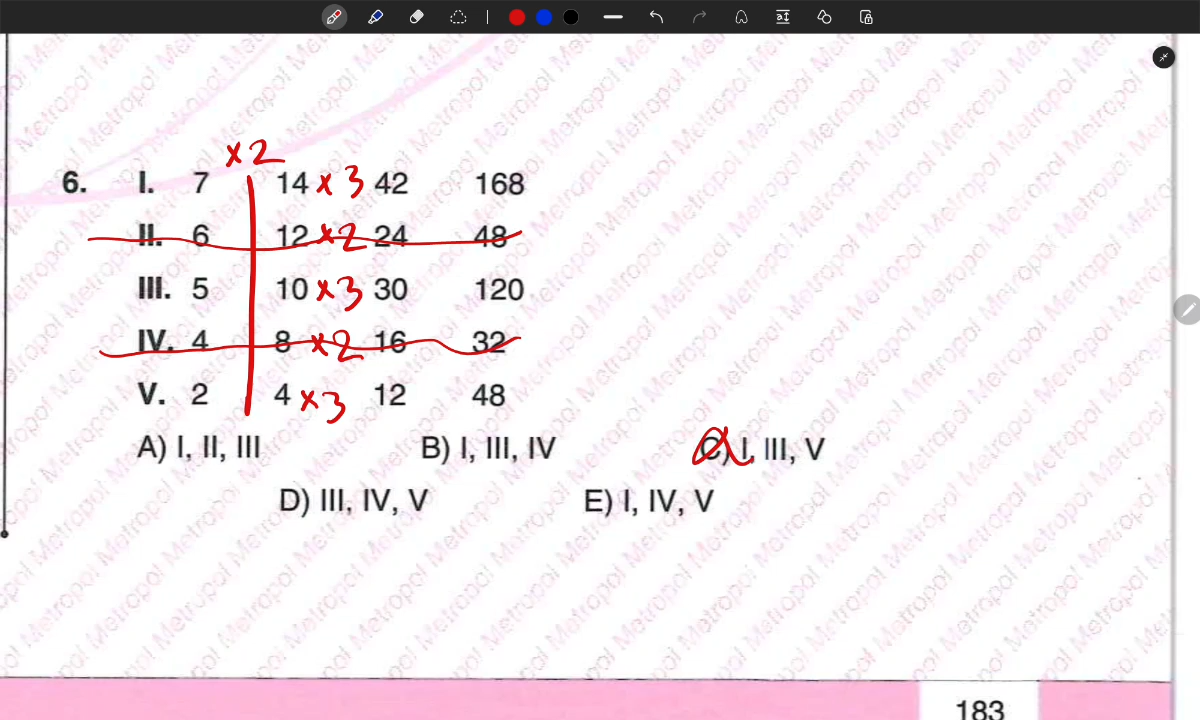 ×2
6. I. 7 14 ×3 42 168
II. 6 12 ×2 24 48
III. 5 10 ×3 30 120
IV. 4 8 ×2 16 32
V. 2 4 ×3 12 48
A) I, II, III B) I, III, IV C) I, III, V
D) III, IV, V E) I, IV, V
183
Metropol